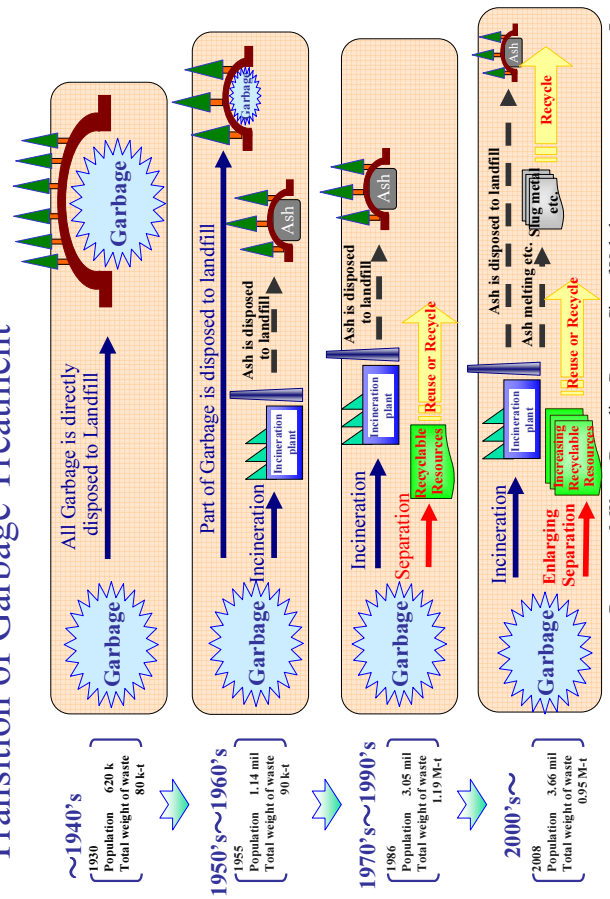 Transition of Garbage Treatment
~1940's
1930
Population 620 k
Total weight of waste
80 k-t
Garbage
All Garbage is directly
disposed to Landfill
Garbage
1950's~1960's
1955
Population 1.14 mil
Total weight of waste
90 k-t
Garbage
Part of Garbage is disposed to landfill
Garbage
Incineration
Incineration
plant
Ash is disposed
to landfill
Ash
1970's~1990's
1986
Population 3.05 mil
Total weight of waste
1.19 M-t
Garbage
Incineration
Incineration
plant
Ash is disposed
to landfill
Ash
Separation
Recyclable
Resources
Reuse or Recycle
2000's~
2008
Population 3.66 mil
Total weight of waste
0.95 M-t
Garbage
Incineration
Incineration
plant
Ash is disposed to landfill
Ash
Ash melting etc.
Slug metal
etc.
Recycle
Enlarging
Separation
Increasing
Recyclable
Resources
Reuse or Recycle